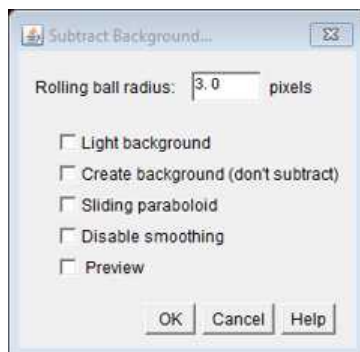 Subtract Background...
Rolling ball radius: 3.0 pixels
Light background
Create background (don't subtract)
Sliding paraboloid
Disable smoothing
Preview
OK Cancel Help